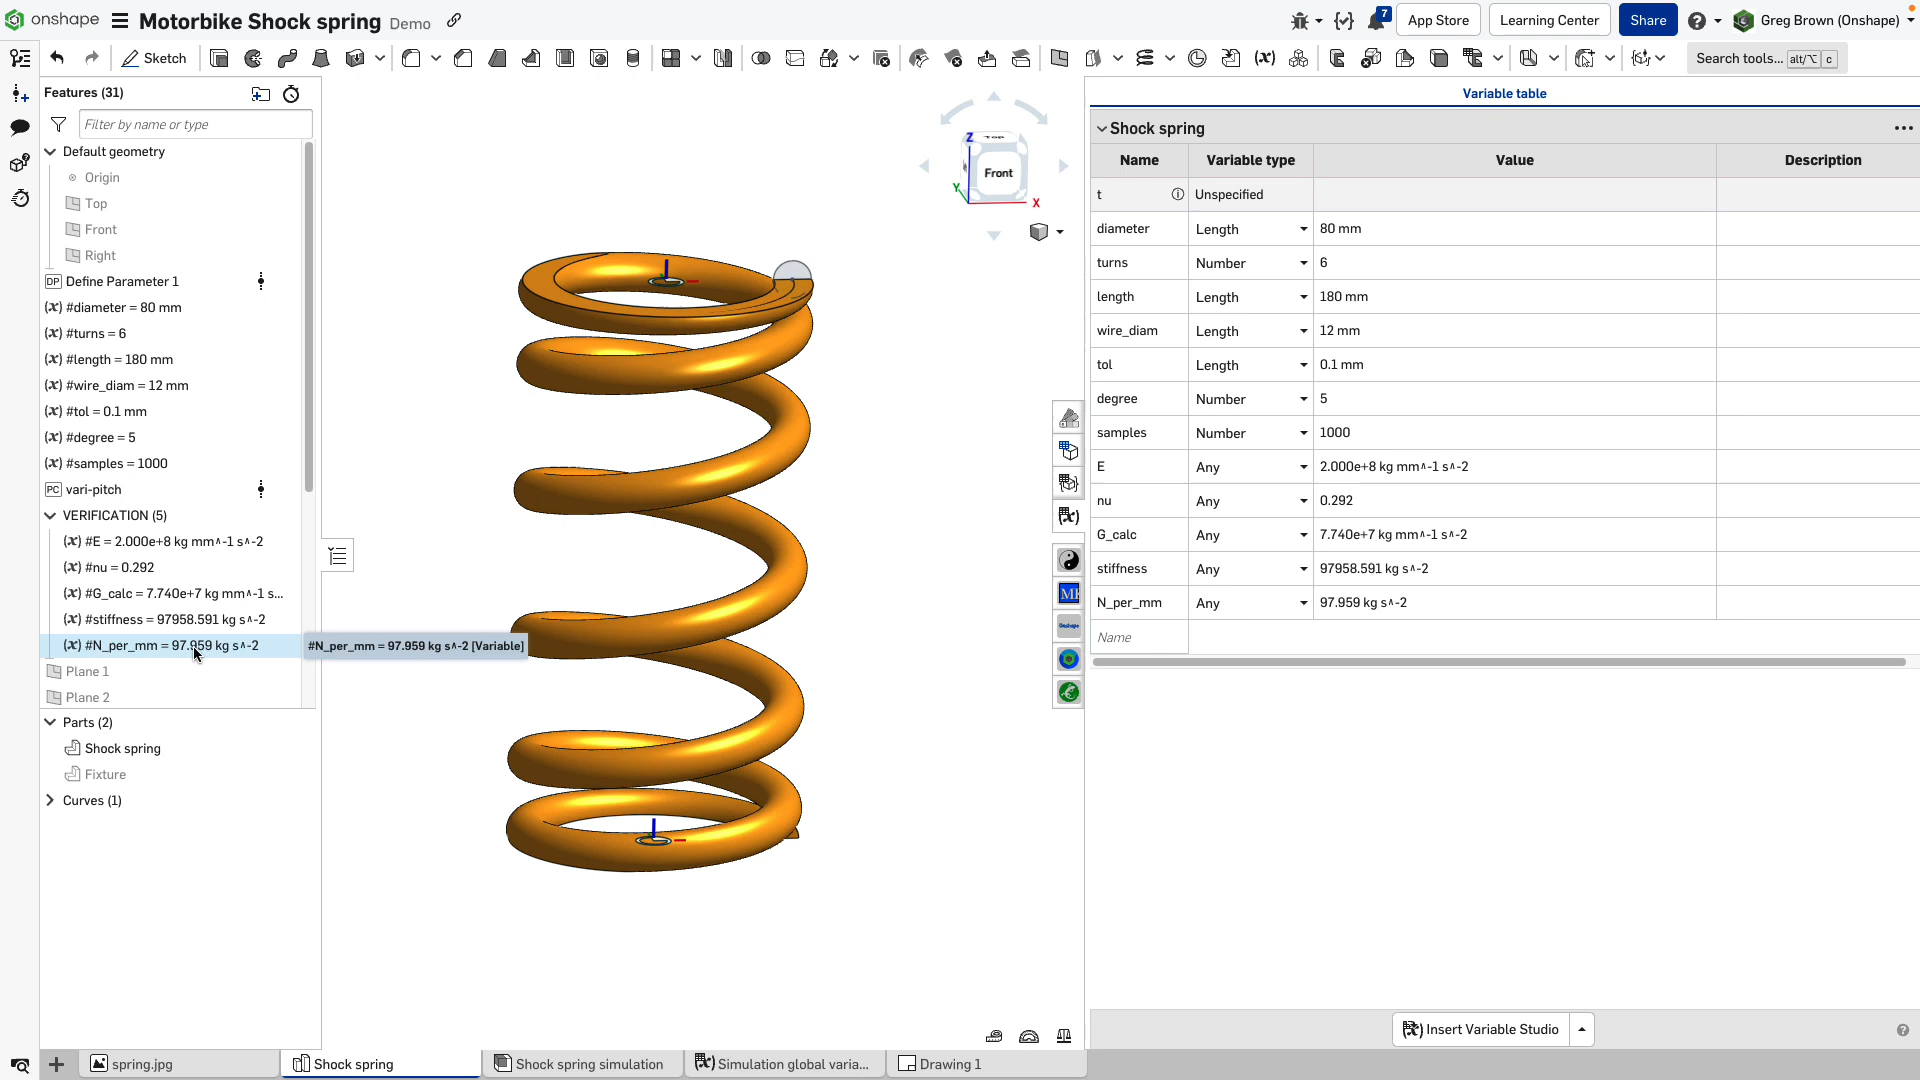 onshape Motorbike Shock spring Demo 7 App Store Learning Center Share Greg Brown (Onshape)
Sketch Search tools... alt/⌥ c
Features (31)
Filter by name or type
Default geometry
Origin
Top
Front
Right
DP Define Parameter 1
(x) #diameter = 80 mm
(x) #turns = 6
(x) #length = 180 mm
(x) #wire_diam = 12 mm
(x) #tol = 0.1 mm
(x) #degree = 5
(x) #samples = 1000
PC vari-pitch
VERIFICATION (5)
(x) #E = 2.000e+8 kg mm^-1 s^-2
(x) #nu = 0.292
(x) #G_calc = 7.740e+7 kg mm^-1 s...
(x) #stiffness = 97958.591 kg s^-2
(x) #N_per_mm = 97.959 kg s^-2
#N_per_mm = 97.959 kg s^-2 [Variable]
Plane 1
Plane 2
Parts (2)
Shock spring
Fixture
Curves (1)
Top
Front
Z
Y
X
Variable table
Shock spring
Name Variable type Value Description
t Unspecified
diameter Length 80 mm
turns Number 6
length Length 180 mm
wire_diam Length 12 mm
tol Length 0.1 mm
degree Number 5
samples Number 1000
E Any 2.000e+8 kg mm^-1 s^-2
nu Any 0.292
G_calc Any 7.740e+7 kg mm^-1 s^-2
stiffness Any 97958.591 kg s^-2
N_per_mm Any 97.959 kg s^-2
Name
Insert Variable Studio
spring.jpg Shock spring Shock spring simulation Simulation global varia... Drawing 1